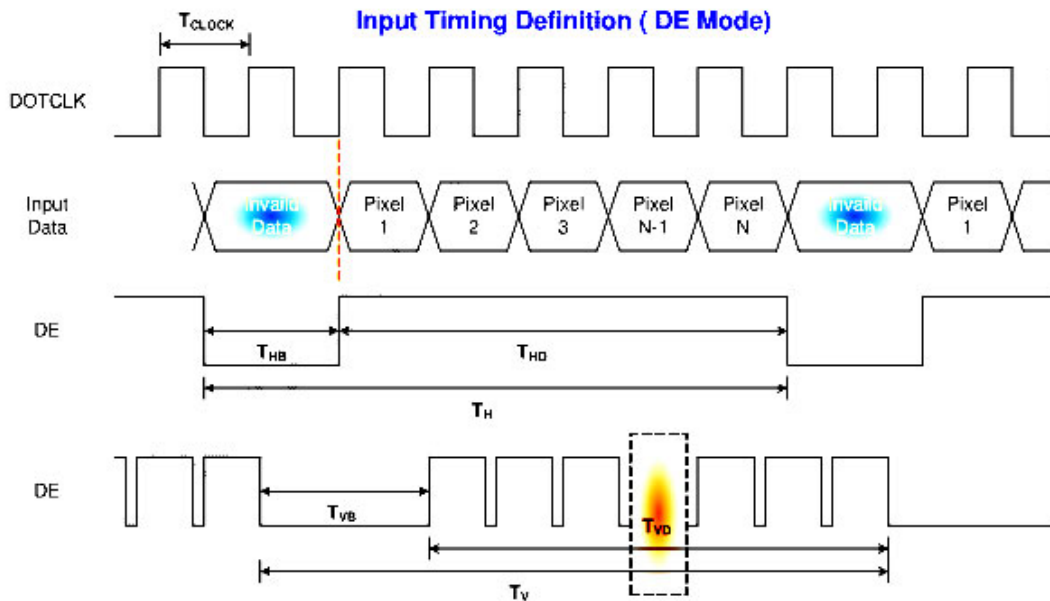 Input Timing Definition ( DE Mode)
TCLOCK
DOTCLK
Input
Data
Invalid
Data
Pixel
1
Pixel
2
Pixel
3
Pixel
N-1
Pixel
N
Invalid
Data
Pixel
1
DE
THB
THD
TH
DE
TVB
TVD
TV